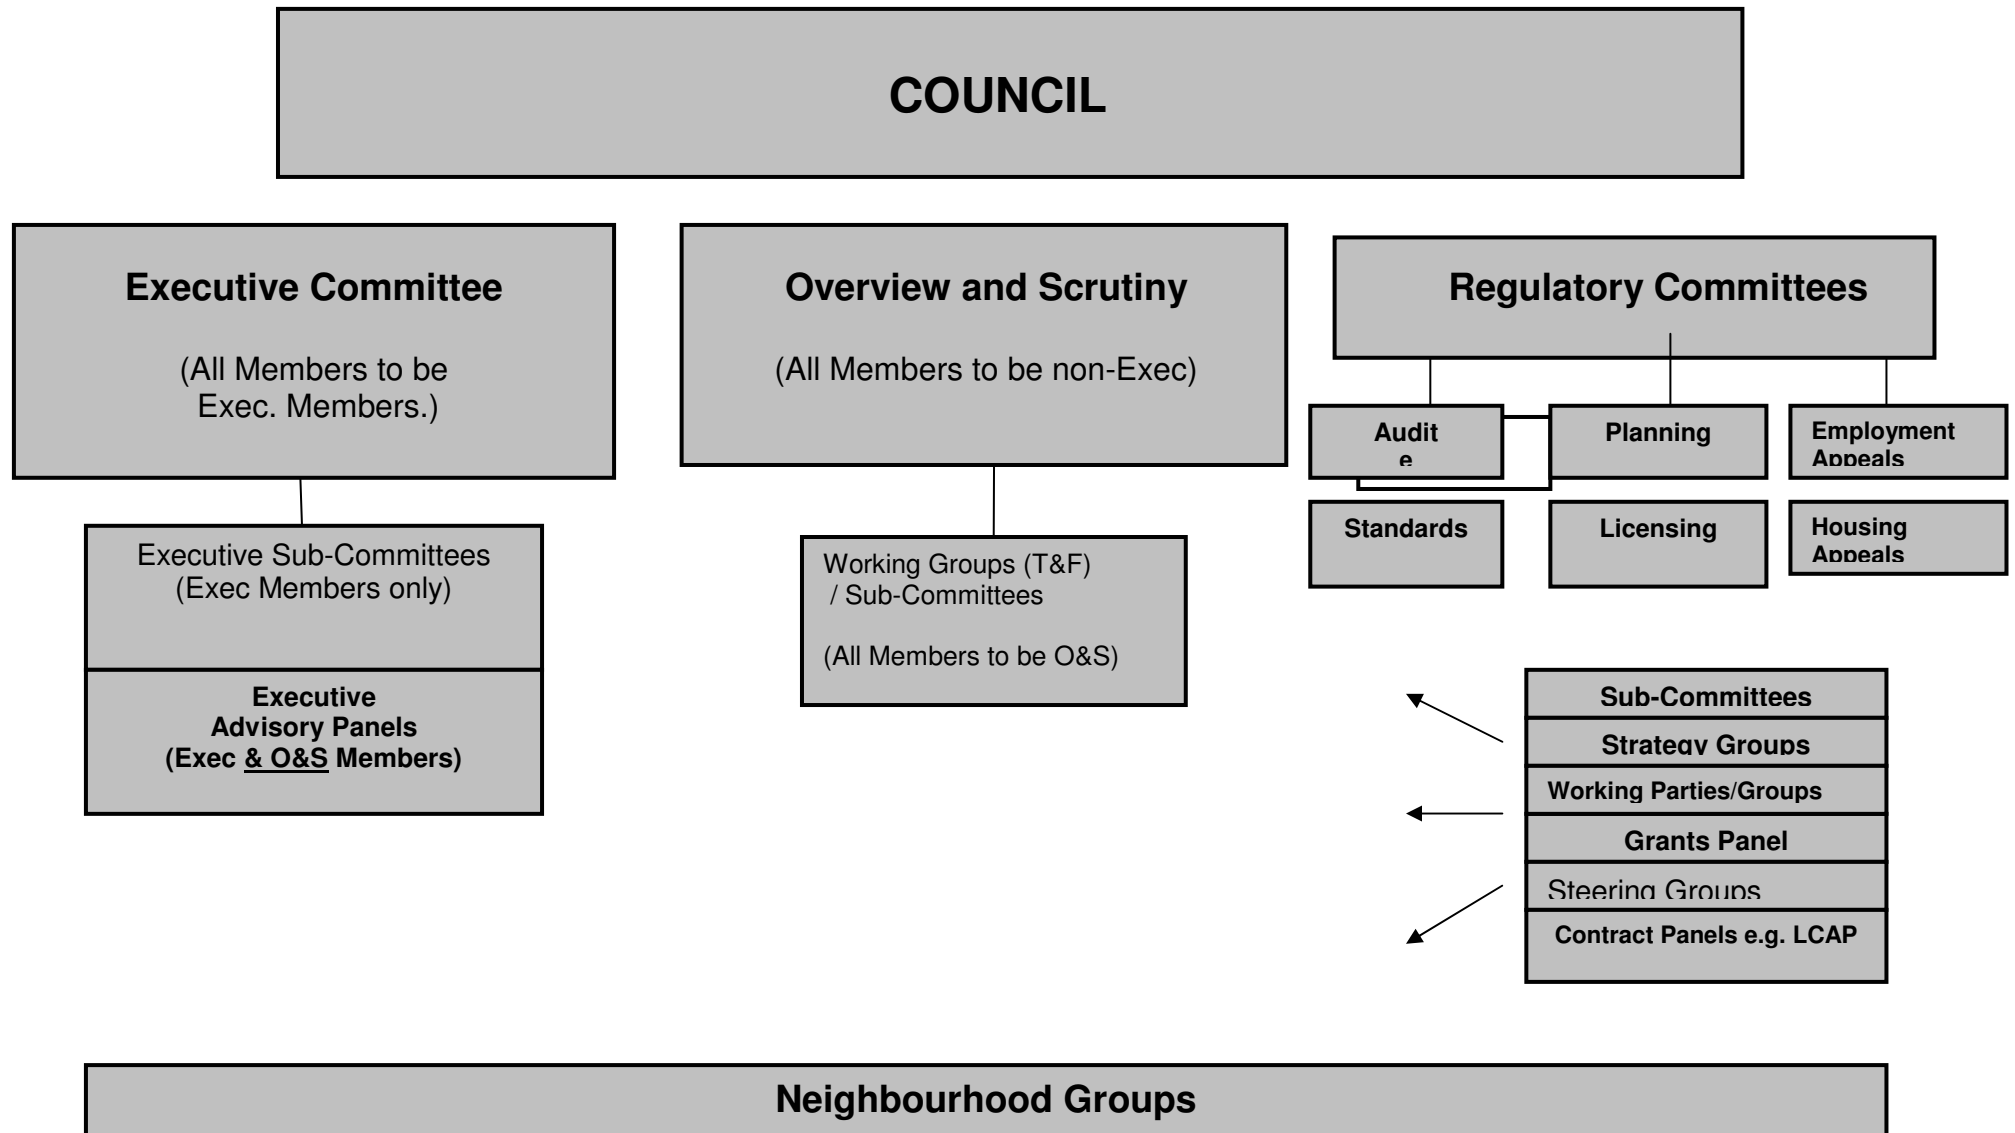 COUNCIL
Executive Committee
(All Members to be
Exec. Members.)
Overview and Scrutiny
(All Members to be non-Exec)
Regulatory Committees
Audit
e
Planning
Employment
Appeals
Standards
Licensing
Housing
Appeals
Executive Sub-Committees
(Exec Members only)
Executive
Advisory Panels
(Exec & O&S Members)
Working Groups (T&F)
/ Sub-Committees
(All Members to be O&S)
Sub-Committees
Strategy Groups
Working Parties/Groups
Grants Panel
Steering Groups
Contract Panels e.g. LCAP
Neighbourhood Groups